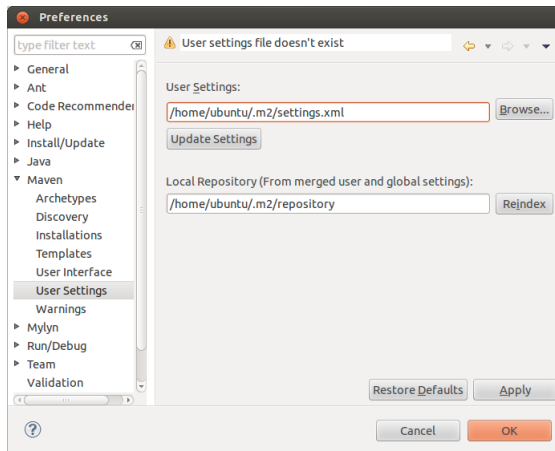 Preferences
type filter text
User settings file doesn't exist
General
Ant
Code Recommender
Help
Install/Update
Java
Maven
Archetypes
Discovery
Installations
Templates
User Interface
User Settings
Warnings
Mylyn
Run/Debug
Team
Validation
User Settings:
/home/ubuntu/.m2/settings.xml
Browse...
Update Settings
Local Repository (From merged user and global settings):
/home/ubuntu/.m2/repository
Reindex
Restore Defaults
Apply
?
Cancel
OK